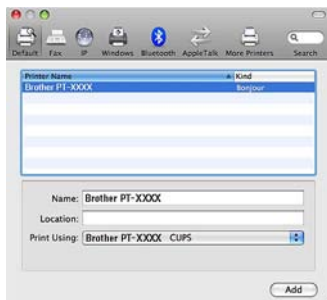 Default Fax IP Windows Bluetooth AppleTalk More Printers Search
Printer Name Kind
Brother PT-XXXX Bonjour
Name: Brother PT-XXXX
Location:
Print Using: Brother PT-XXXX CUPS
Add